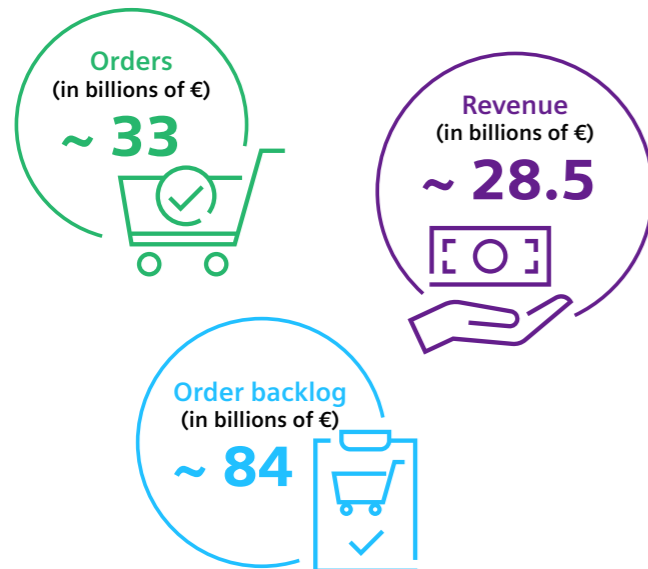 Orders
(in billions of €)
~ 33
Revenue
(in billions of €)
~ 28.5
Order backlog
(in billions of €)
~ 84